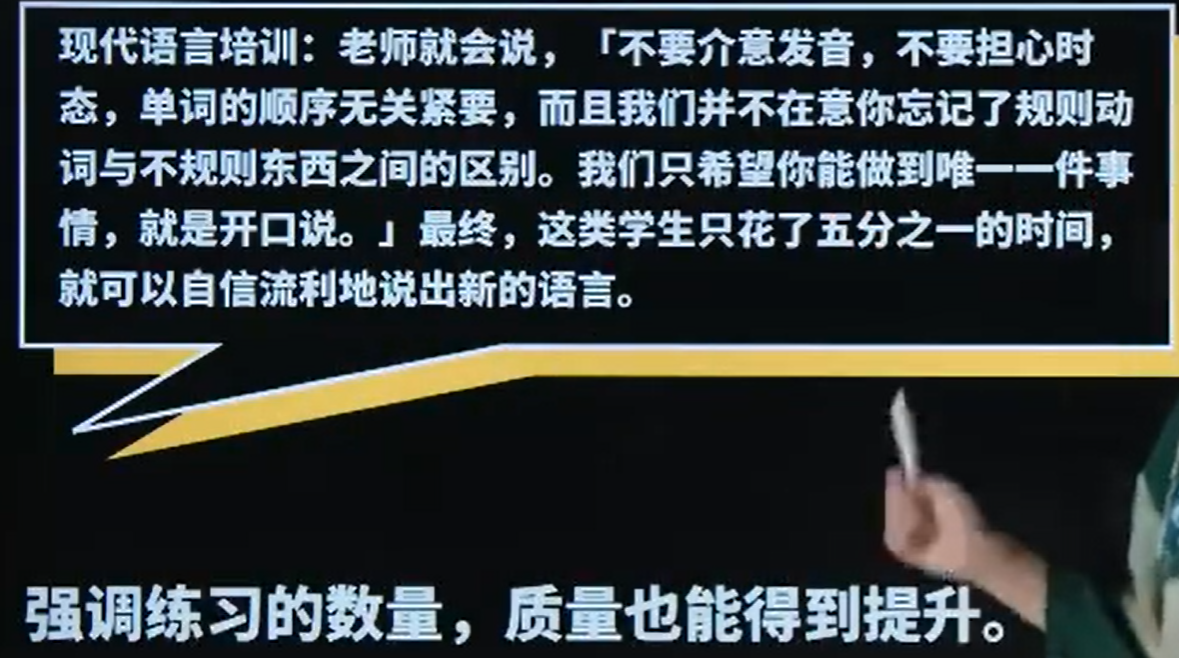 现代语言培训：老师就会说，「不要介意发音，不要担心时
态，单词的顺序无关紧要，而且我们并不在意你忘记了规则动
词与不规则东西之间的区别。我们只希望你能做到唯一一件事
情，就是开口说。」最终，这类学生只花了五分之一的时间，
就可以自信流利地说出新的语言。
强调练习的数量，质量也能得到提升。